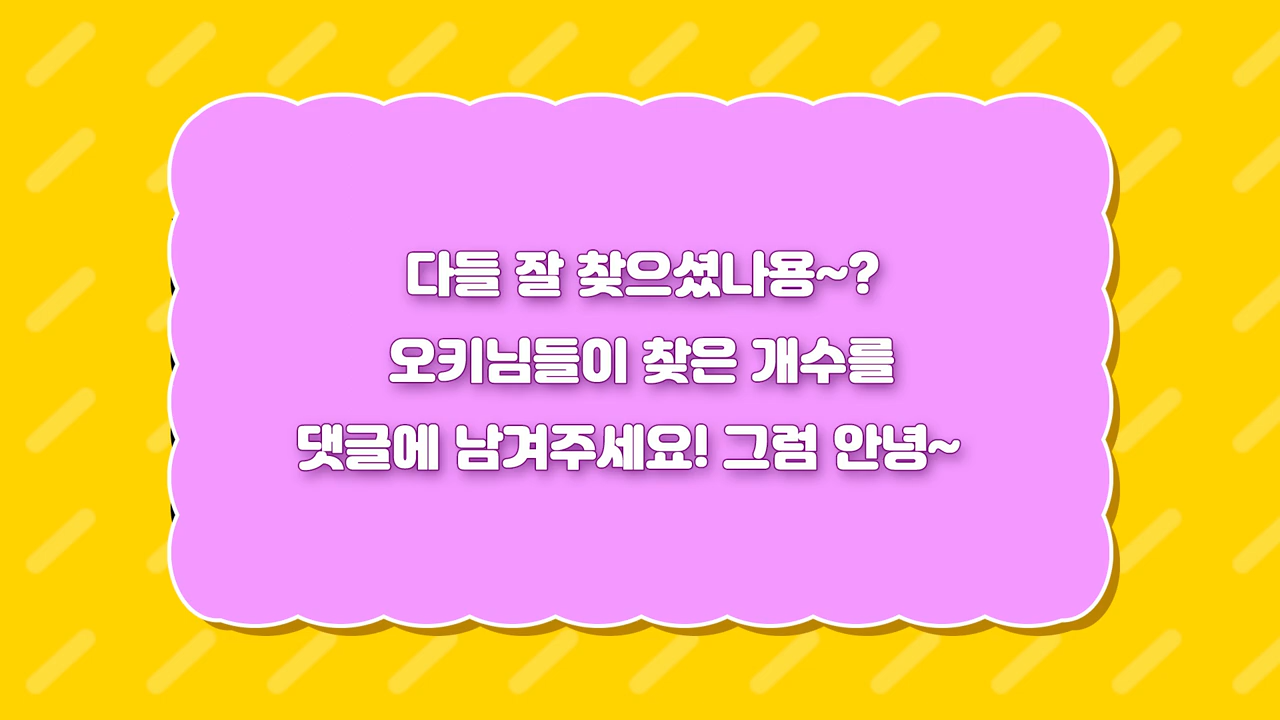 다들 잘 찾으셨나용~?
오키님들이 찾은 개수를
댓글에 남겨주세요! 그럼 안녕~